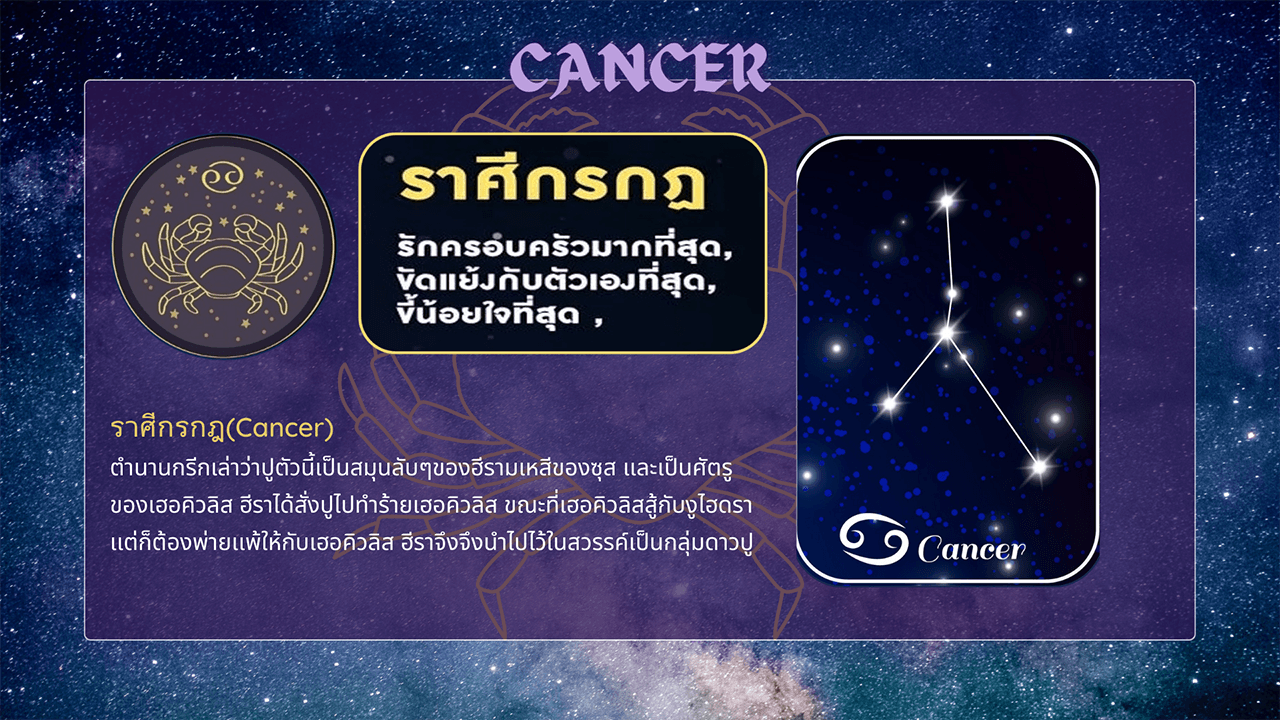 CANCER
ราศีกรกฎ
รักครอบครัวมากที่สุด,
ขัดแย้งกับตัวเองที่สุด,
ขี้น้อยใจที่สุด ,
ราศีกรกฎ(Cancer)
ตำนานกรีกเล่าว่าปูตัวนี้เป็นสมุนลับๆของฮีรามเหสีของซุส และเป็นศัตรู
ของเฮอคิวลิส ฮีราได้สั่งปูไปทำร้ายเฮอคิวลิส ขณะที่เฮอคิวลิสสู้กับงูไฮดรา
แต่ก็ต้องพ่ายแพ้ให้กับเฮอคิวลิส ฮีราจึงจึงนำไปไว้ในสวรรค์เป็นกลุ่มดาวปู
Cancer